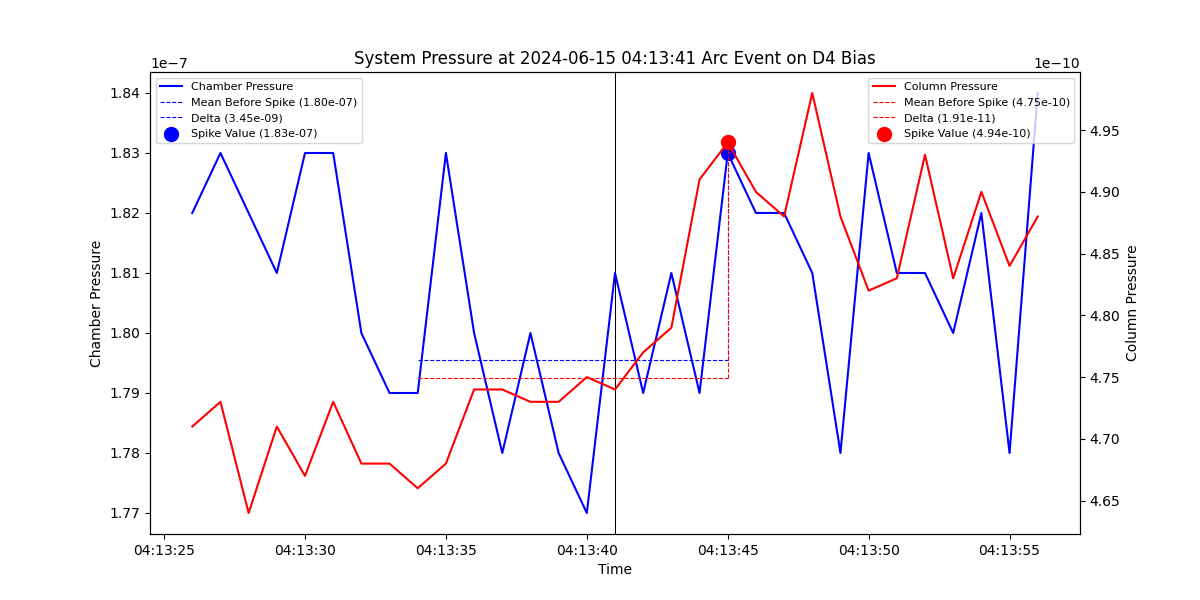 System Pressure at 2024-06-15 04:13:41 Arc Event on D4 Bias
1e−7
1e−10
Chamber Pressure
Mean Before Spike (1.80e-07)
Delta (3.45e-09)
Spike Value (1.83e-07)
Column Pressure
Mean Before Spike (4.75e-10)
Delta (1.91e-11)
Spike Value (4.94e-10)
1.84
1.83
1.82
1.81
1.80
1.79
1.78
1.77
Chamber Pressure
4.95
4.90
4.85
4.80
4.75
4.70
4.65
Column Pressure
04:13:25 04:13:30 04:13:35 04:13:40 04:13:45 04:13:50 04:13:55
Time